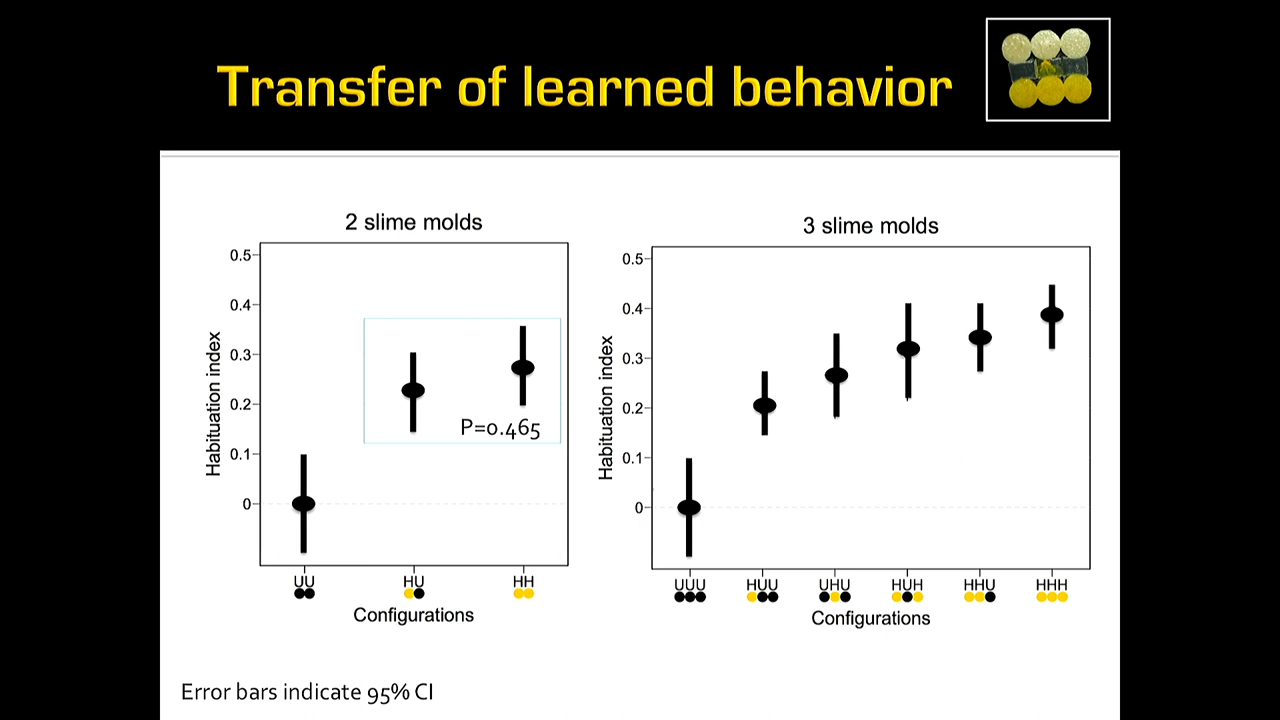 Transfer of learned behavior
2 slime molds
Habituation index
0.5
0.4
0.3
0.2
0.1
0
P=0.465
UU HU HH
Configurations
3 slime molds
Habituation index
0.5
0.4
0.3
0.2
0.1
0
UUU HUU UHU HUH HHU HHH
Configurations
Error bars indicate 95% CI